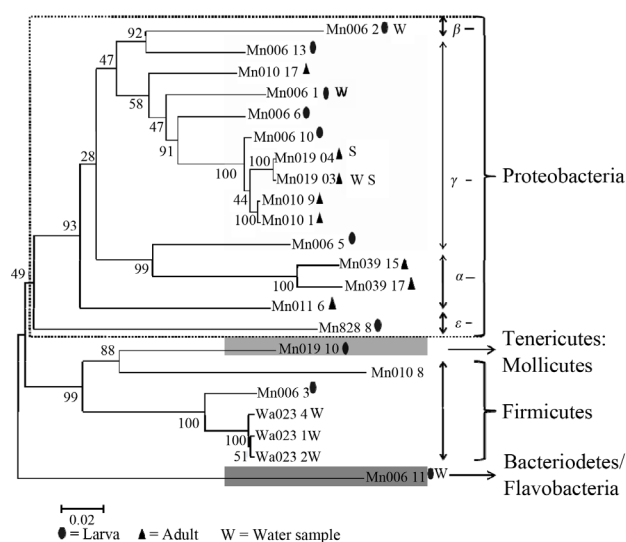 Mn006 2 W
β
92
Mn006 13
47
Mn010 17
Mn006 1 W
58
47
Mn006 6
91
Mn006 10
100
Mn019 04 S
100
Mn019 03 W S
44
Mn010 9
100
Mn010 1
γ
Proteobacteria
28
Mn006 5
99
Mn039 15
100
Mn039 17
α
93
Mn011 6
49
Mn828 8
ε
88
Mn019 10
Tenericutes:
Mollicutes
Mn010 8
99
Mn006 3
100
Wa023 4 W
100
Wa023 1W
51
Wa023 2W
Firmicutes
Mn006 11 W
Bacteriodetes/
Flavobacteria
0.02
= Larva = Adult W = Water sample